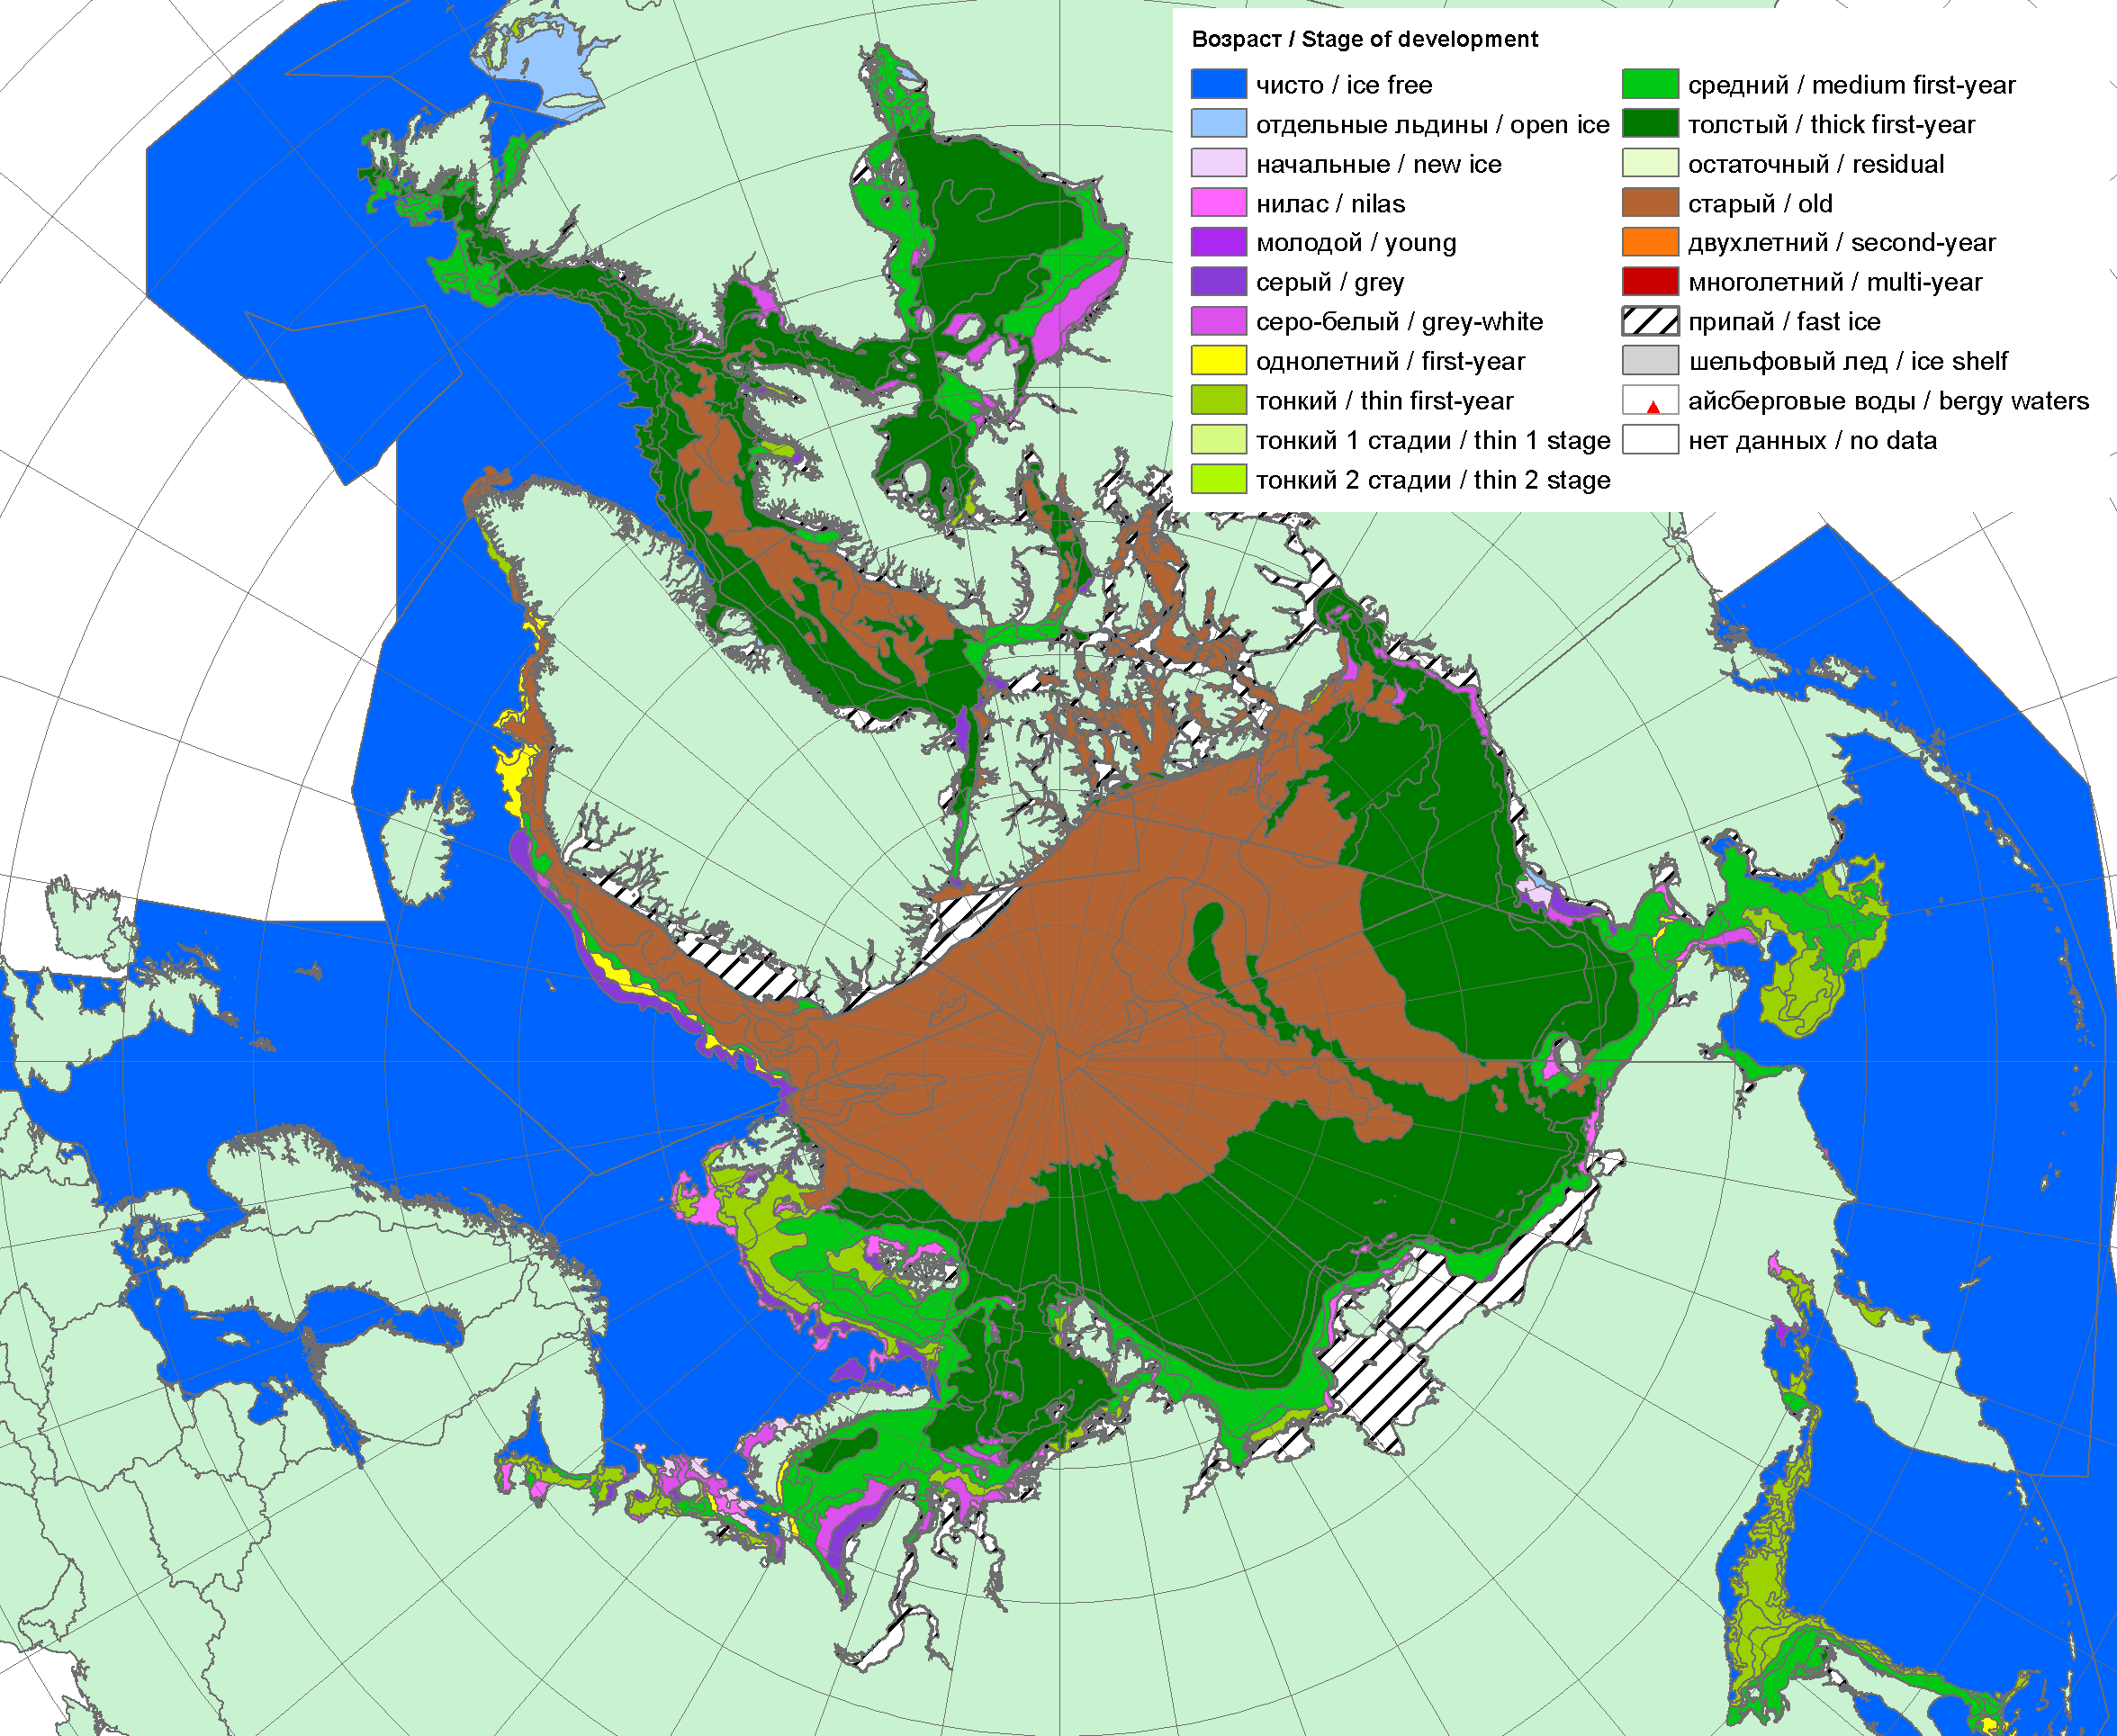 Возраст / Stage of development
чисто / ice free
отдельные льдины / open ice
начальные / new ice
нилас / nilas
молодой / young
серый / grey
серо-белый / grey-white
однолетний / first-year
тонкий / thin first-year
тонкий 1 стадии / thin 1 stage
тонкий 2 стадии / thin 2 stage
средний / medium first-year
толстый / thick first-year
остаточный / residual
старый / old
двухлетний / second-year
многолетний / multi-year
припай / fast ice
шельфовый лед / ice shelf
айсберговые воды / bergy waters
нет данных / no data